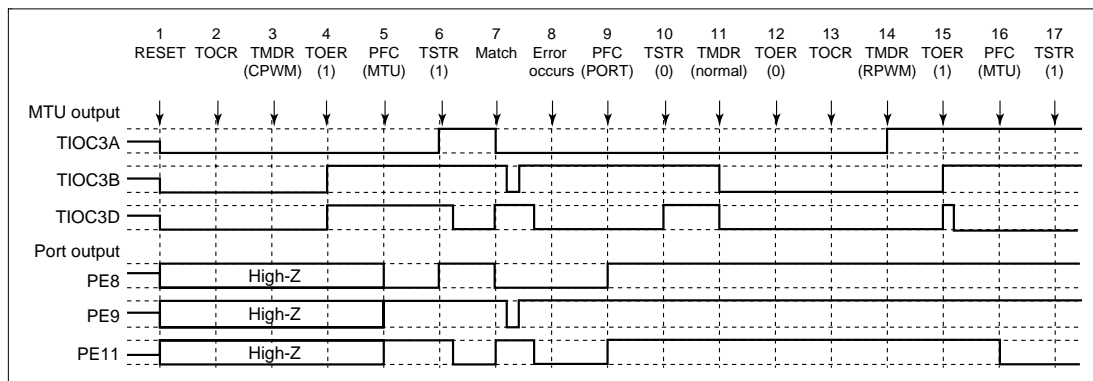 1 2 3 4 5 6 7 8 9 10 11 12 13 14 15 16 17
RESET TOCR TMDR TOER PFC TSTR Match Error PFC TSTR TMDR TOER TOCR TMDR TOER PFC TSTR
(CPWM) (1) (MTU) (1) occurs (PORT) (0) (normal) (0) (RPWM) (1) (MTU) (1)
MTU output
TIOC3A
TIOC3B
TIOC3D
Port output
PE8 High-Z
PE9 High-Z
PE11 High-Z